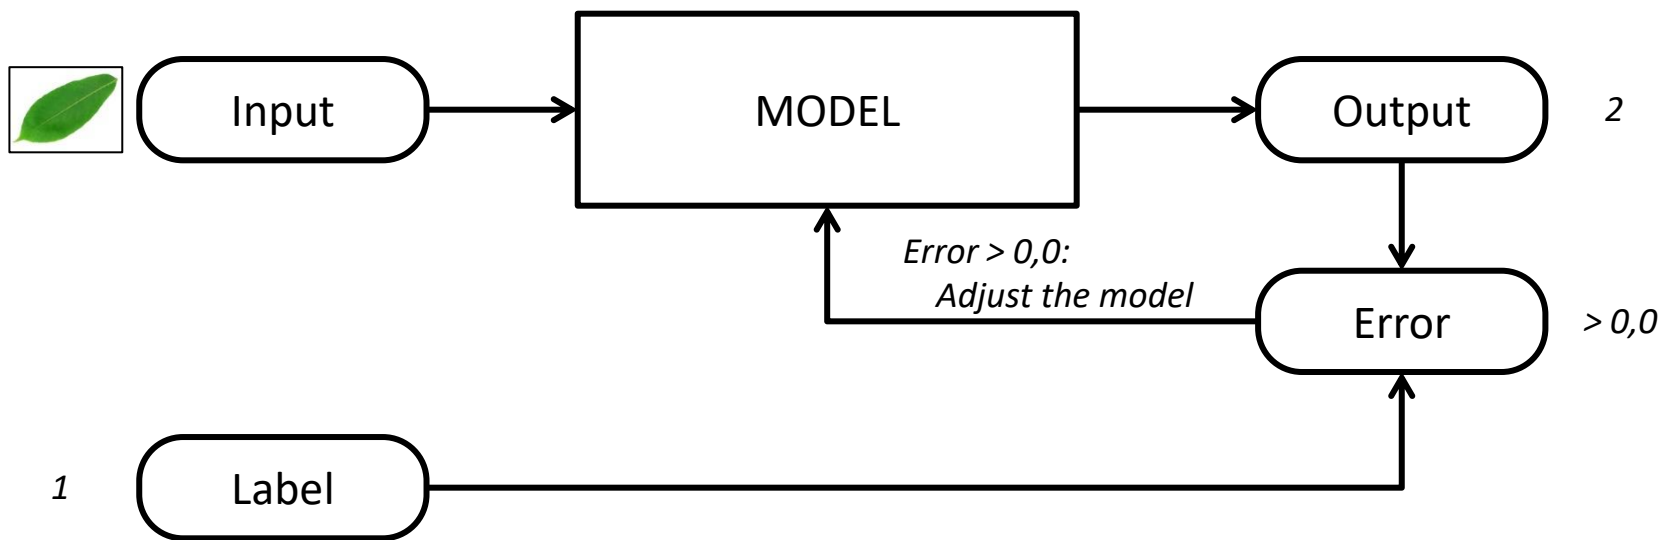 Input
MODEL
Output
2
Error > 0,0:
Adjust the model
Error
> 0,0
1
Label